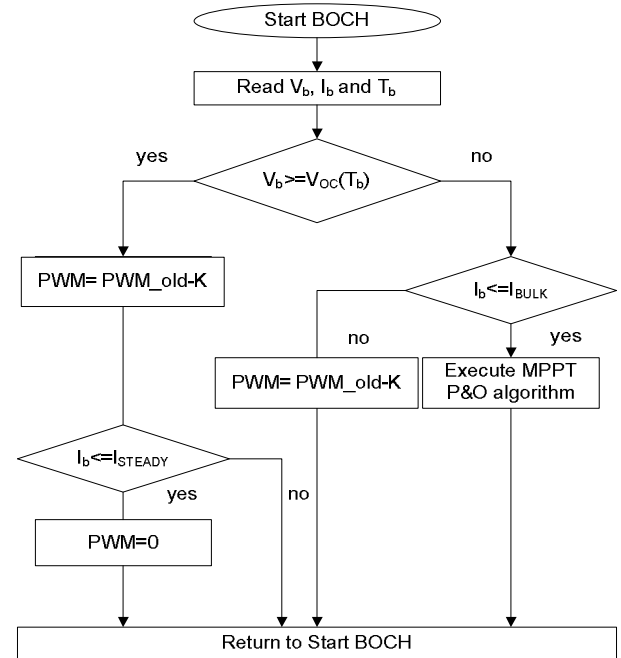 Start BOCH
Read Vb, Ib and Tb
yes
no
Vb>=VOC(Tb)
PWM= PWM_old-K
Ib<=IBULK
no
yes
PWM= PWM_old-K
Execute MPPT
P&O algorithm
Ib<=ISTEADY
yes
no
PWM=0
Return to Start BOCH